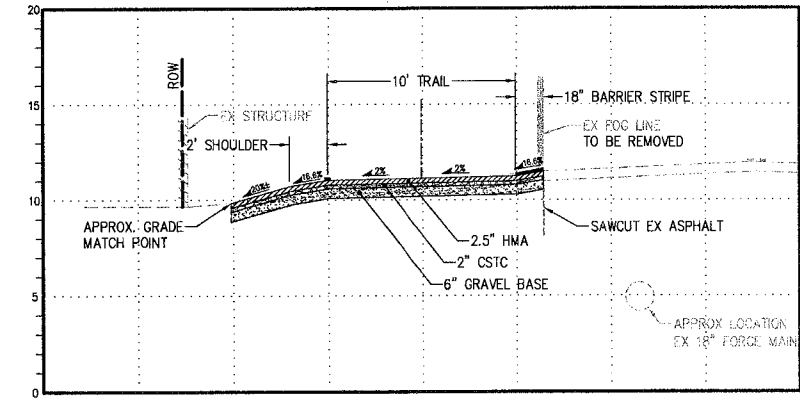 20
15
10
5
0
ROW
EX STRUCTURE
2' SHOULDER
10' TRAIL
18" BARRIER STRIPE
EX FOG LINE
TO BE REMOVED
20%±
16.6%
2%
2%
16.6%
APPROX. GRADE
MATCH POINT
SAWCUT EX ASPHALT
2.5" HMA
2" CSTC
6" GRAVEL BASE
APPROX LOCATION
EX 18" FORCE MAIN